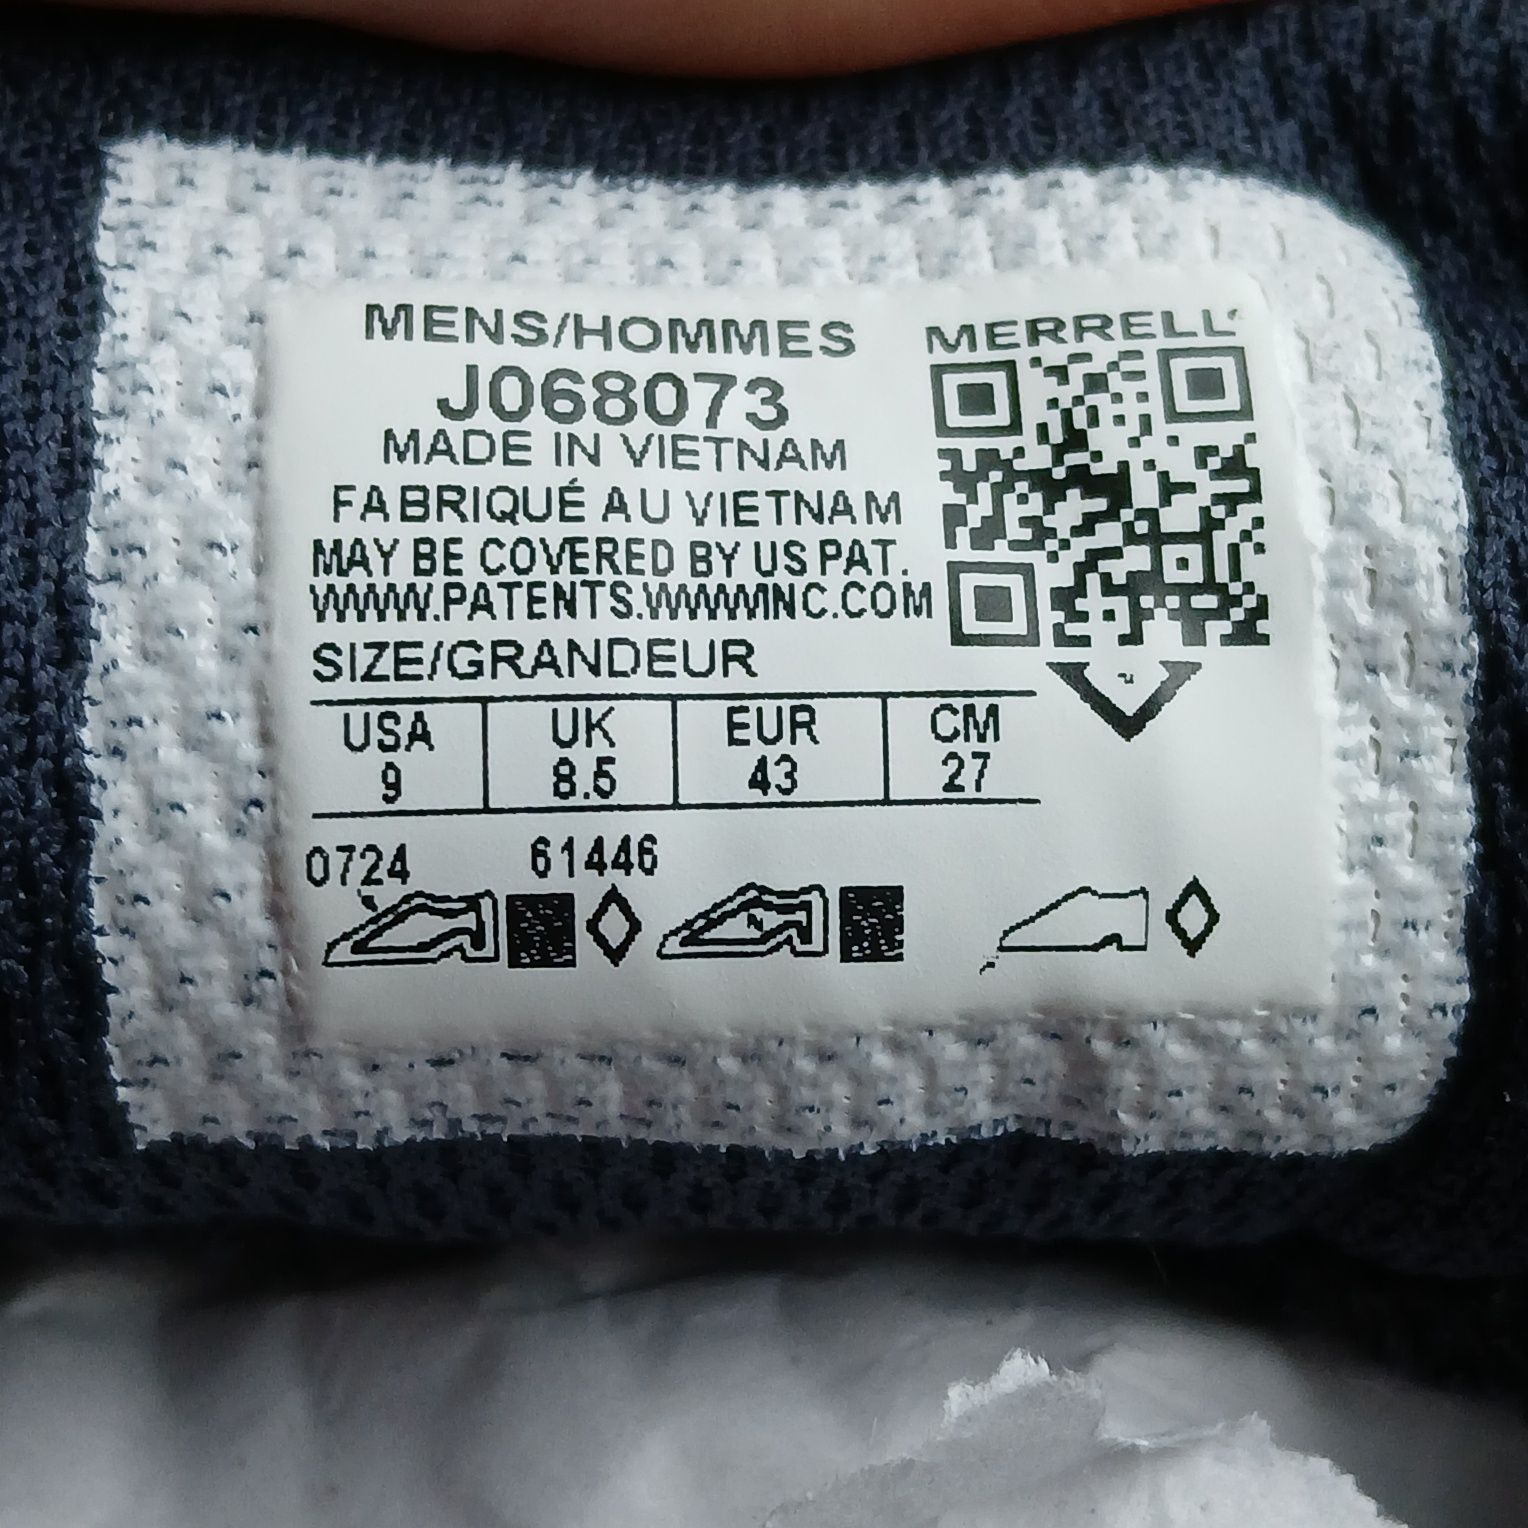 MENS/HOMMES
J068073
MADE IN VIETNAM
FABRIQUÉ AU VIETNAM
MAY BE COVERED BY US PAT.
WWW.PATENTS.WWWINC.COM
SIZE/GRANDEUR
USA UK EUR CM
9 8.5 43 27
0724 61446
MERRELL